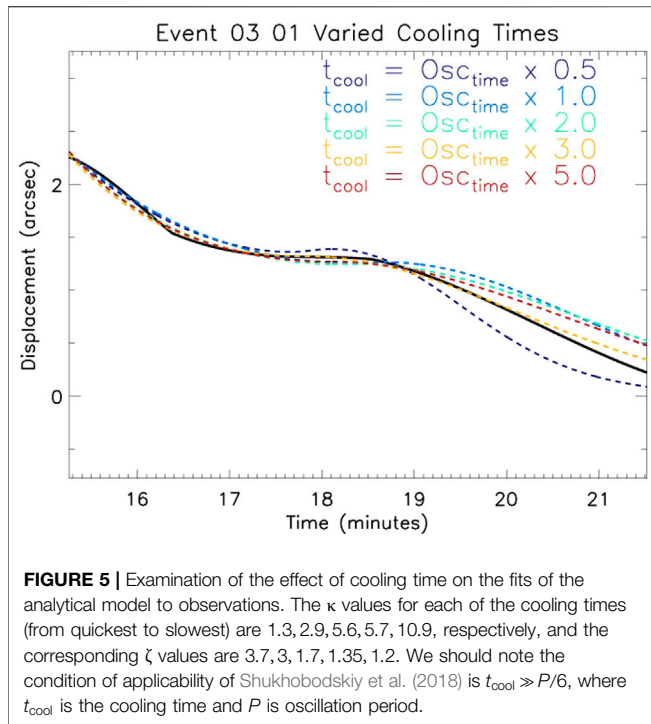 Event 03 01 Varied Cooling Times
t_cool = Osc_time x 0.5
t_cool = Osc_time x 1.0
t_cool = Osc_time x 2.0
t_cool = Osc_time x 3.0
t_cool = Osc_time x 5.0
Displacement (arcsec)
2
0
16 17 18 19 20 21
Time (minutes)
FIGURE 5 | Examination of the effect of cooling time on the fits of the
analytical model to observations. The κ values for each of the cooling times
(from quickest to slowest) are 1.3, 2.9, 5.6, 5.7, 10.9, respectively, and the
corresponding ζ values are 3.7, 3, 1.7, 1.35, 1.2. We should note the
condition of applicability of Shukhobodskiy et al. (2018) is t_cool ≫ P/6, where
t_cool is the cooling time and P is oscillation period.